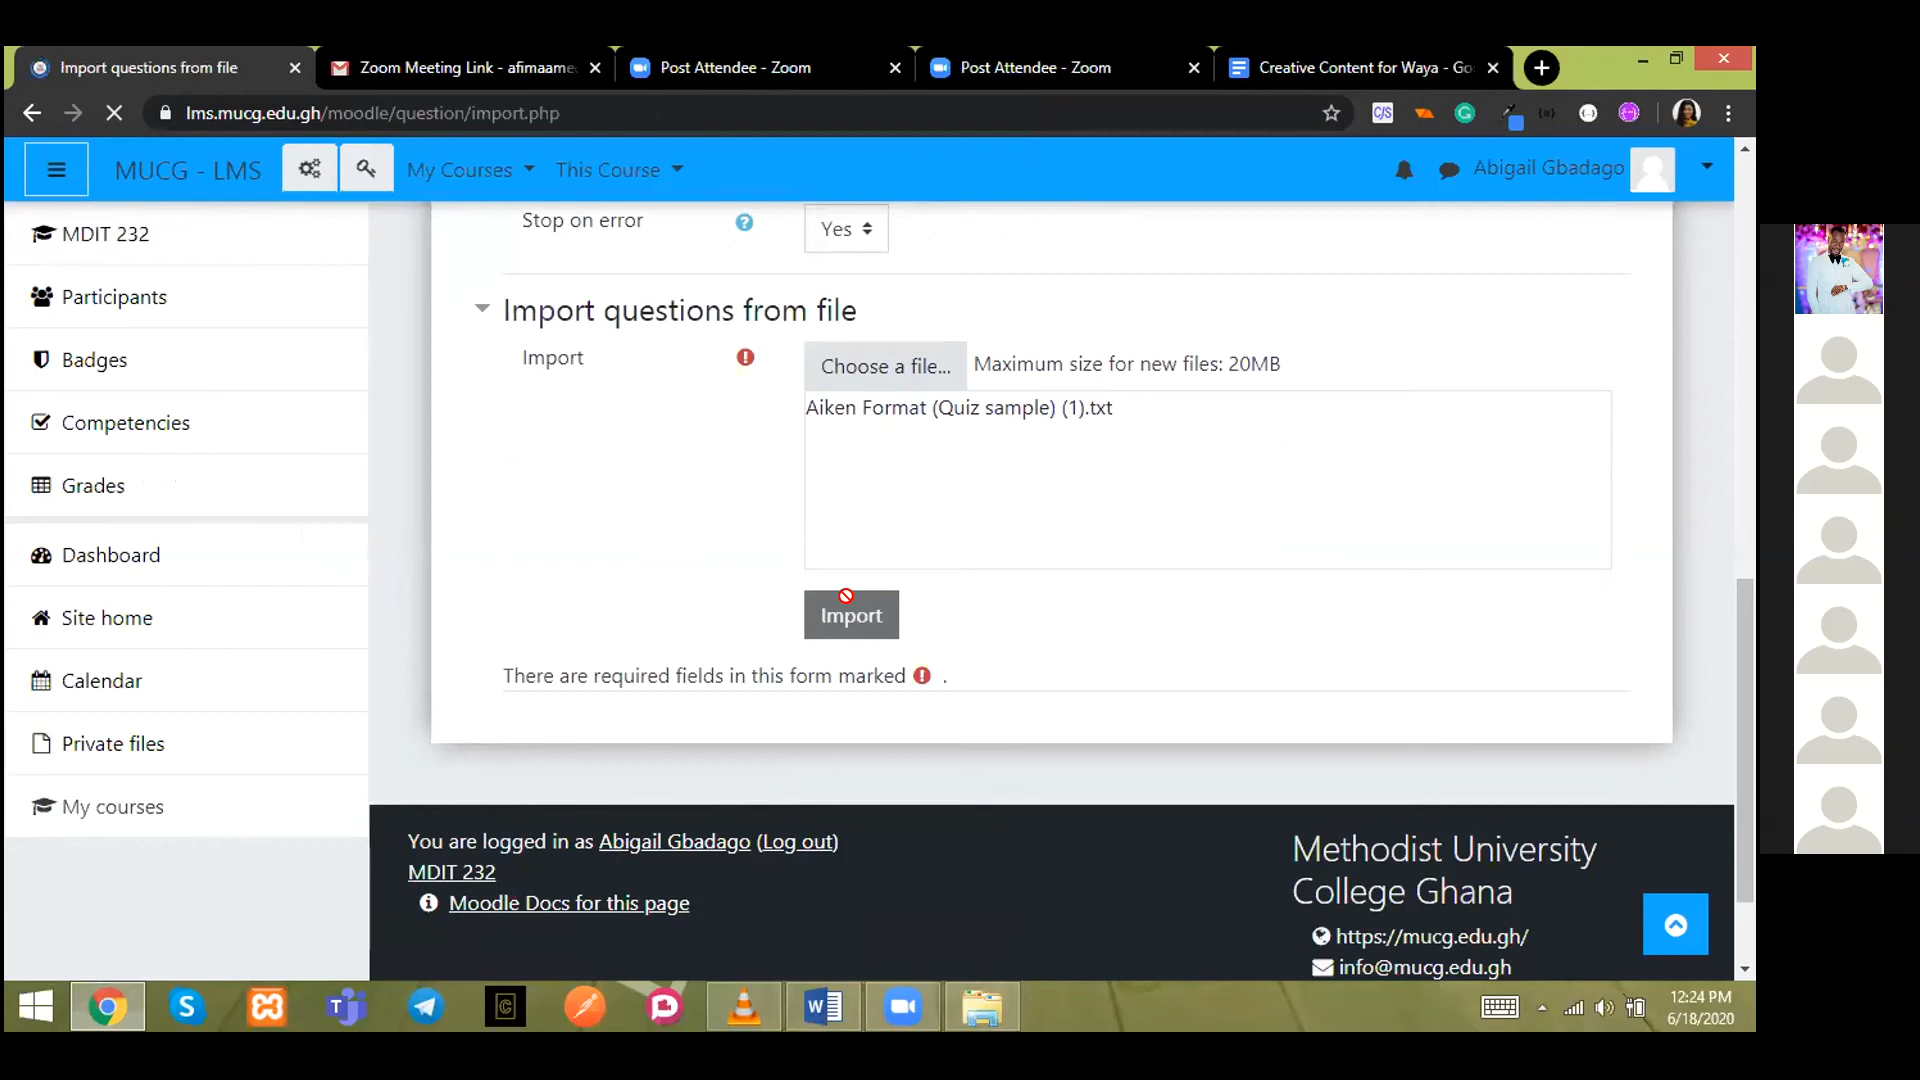 Import questions from file
Zoom Meeting Link - afimaame
Post Attendee - Zoom
Post Attendee - Zoom
Creative Content for Waya - Go
lms.mucg.edu.gh/moodle/question/import.php
MUCG - LMS
My Courses
This Course
Abigail Gbadago
MDIT 232
Participants
Badges
Competencies
Grades
Dashboard
Site home
Calendar
Private files
My courses
Stop on error
Yes
Import questions from file
Import
Choose a file...
Maximum size for new files: 20MB
Aiken Format (Quiz sample) (1).txt
Import
There are required fields in this form marked .
You are logged in as Abigail Gbadago (Log out)
MDIT 232
Moodle Docs for this page
Methodist University
College Ghana
https://mucg.edu.gh/
info@mucg.edu.gh
12:24 PM
6/18/2020